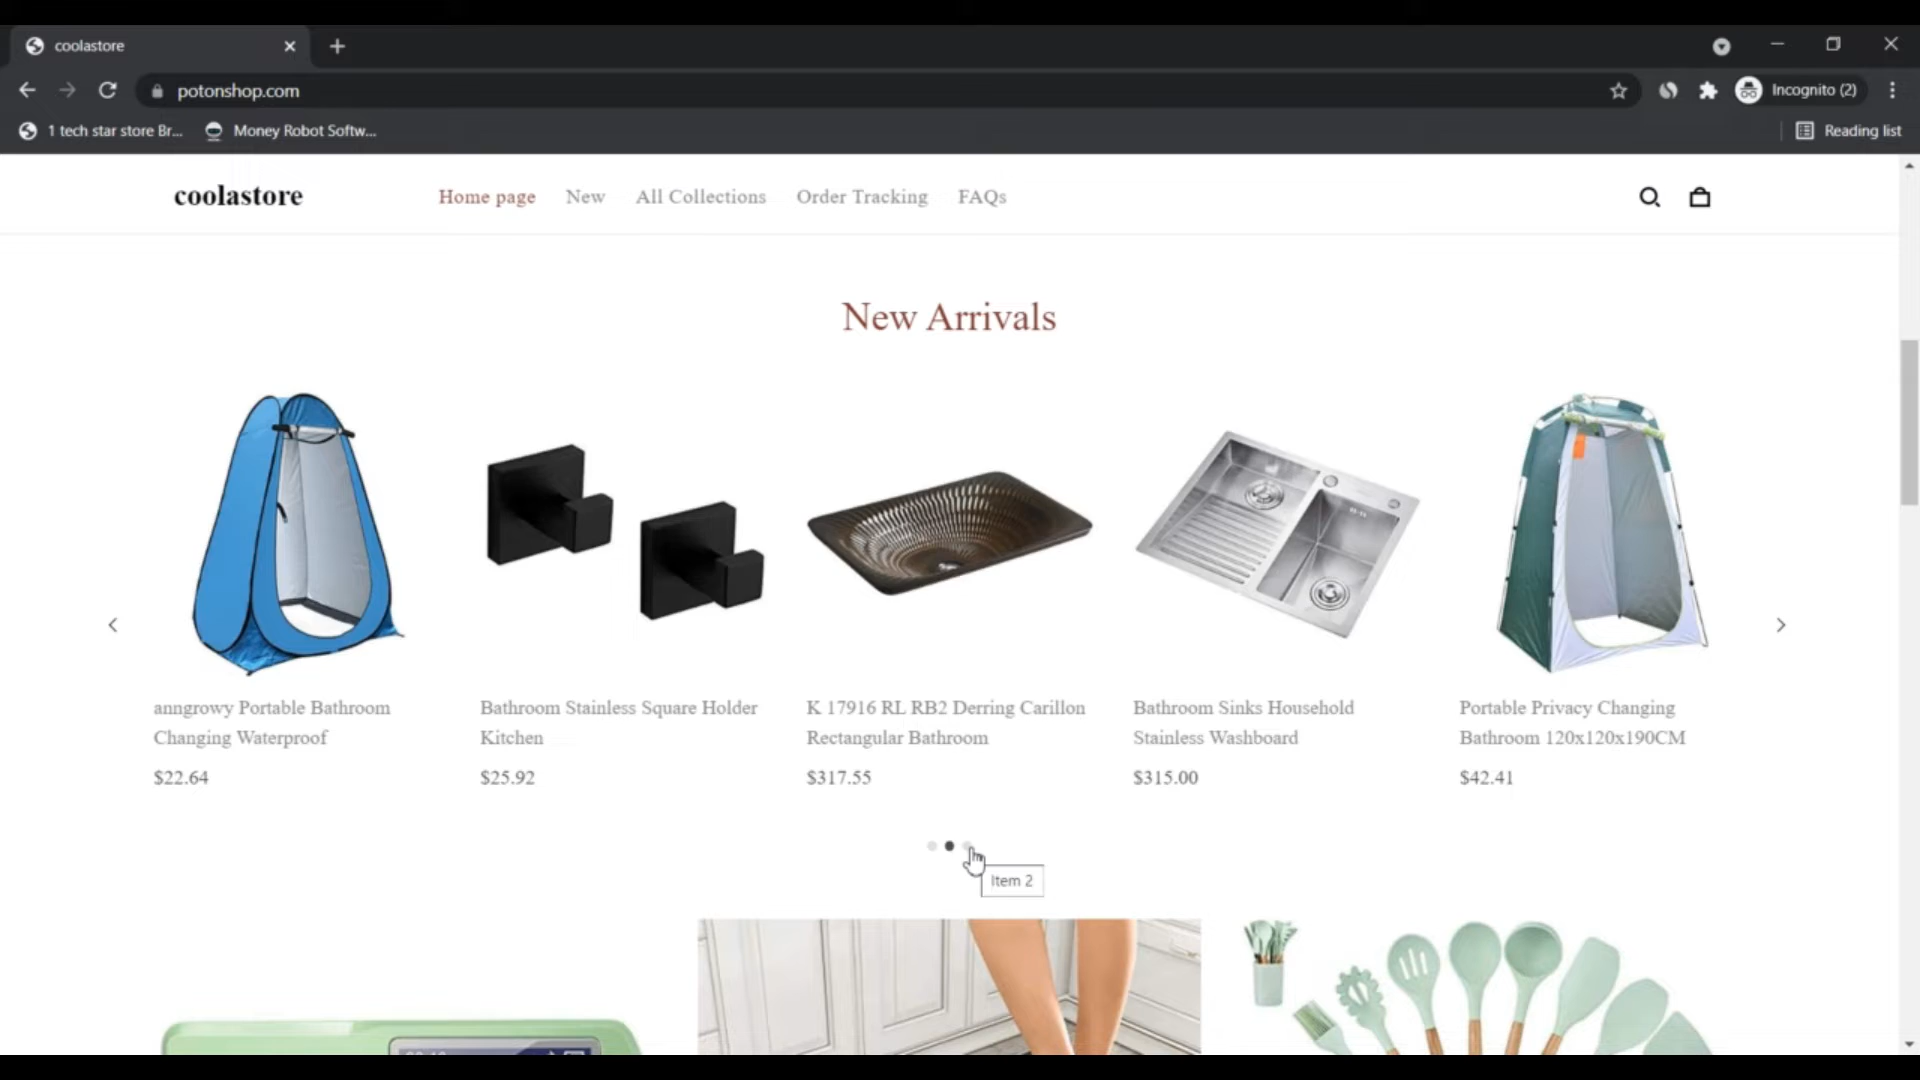 coolastore
potonshop.com
Incognito (2)
1 tech star store Br...
Money Robot Softw...
Reading list
coolastore
Home page
New
All Collections
Order Tracking
FAQs
New Arrivals
anngrowy Portable Bathroom
Changing Waterproof
$22.64
Bathroom Stainless Square Holder
Kitchen
$25.92
K 17916 RL RB2 Derring Carillon
Rectangular Bathroom
$317.55
Bathroom Sinks Household
Stainless Washboard
$315.00
Portable Privacy Changing
Bathroom 120x120x190CM
$42.41
Item 2